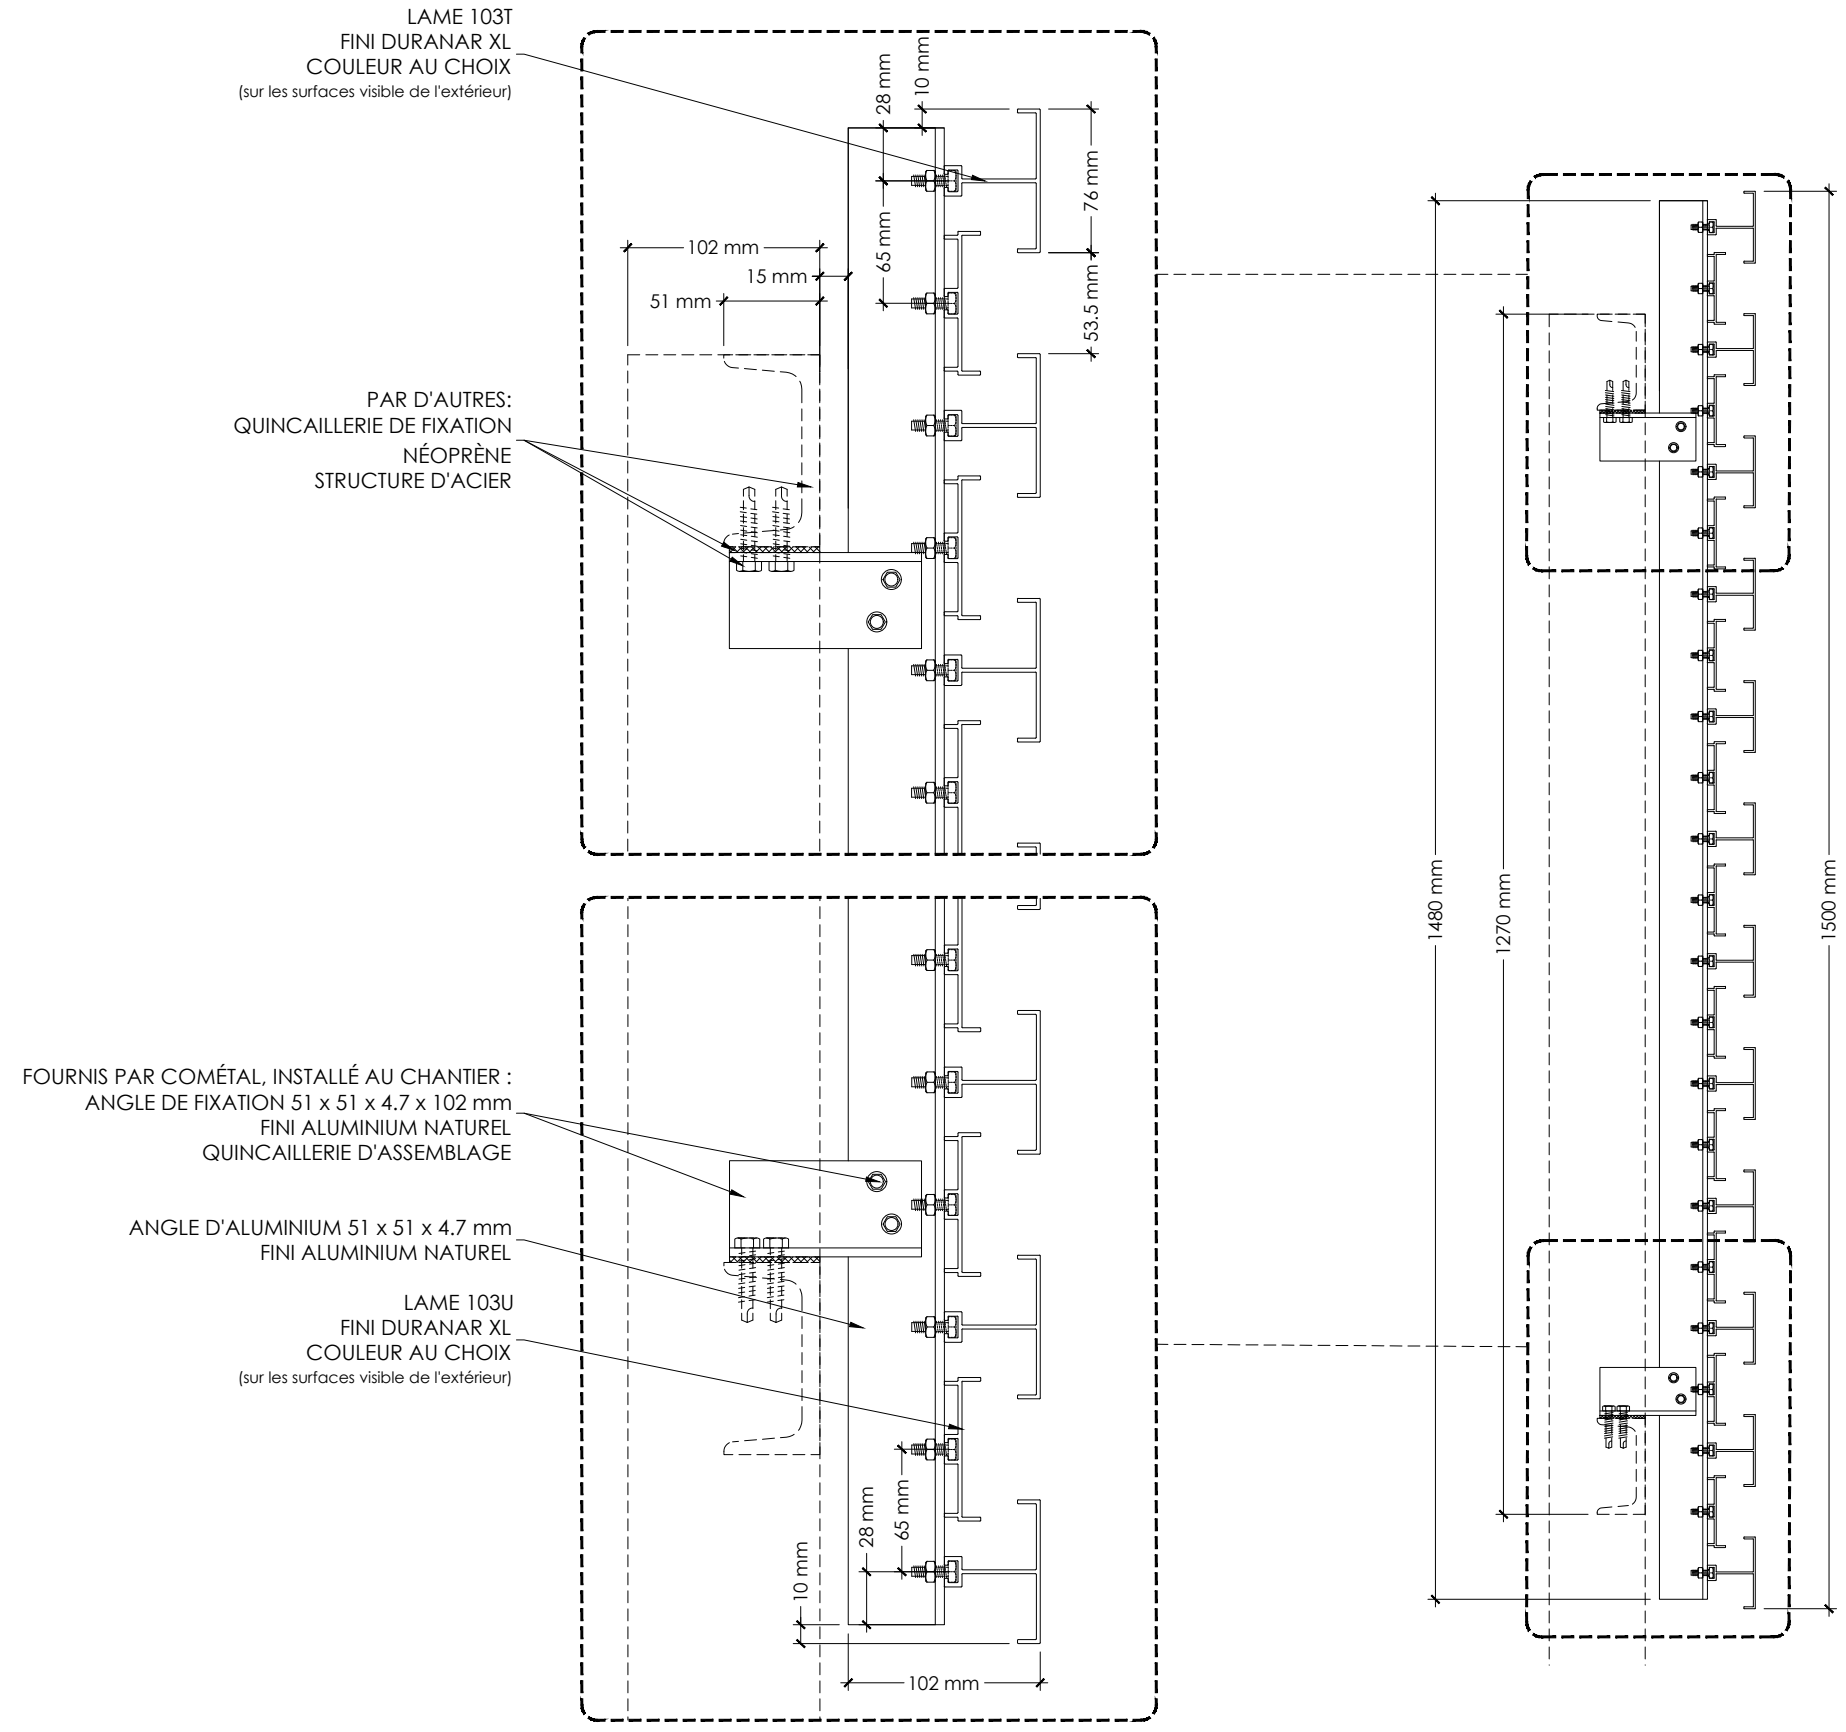 LAME 103T
FINI DURANAR XL
COULEUR AU CHOIX
(sur les surfaces visible de l'extérieur)
28 mm
10 mm
76 mm
65 mm
102 mm
15 mm
51 mm
53.5 mm
PAR D'AUTRES:
QUINCAILLERIE DE FIXATION
NÉOPRÈNE
STRUCTURE D'ACIER
1480 mm
1270 mm
1500 mm
FOURNIS PAR COMÉTAL, INSTALLÉ AU CHANTIER :
ANGLE DE FIXATION 51 x 51 x 4.7 x 102 mm
FINI ALUMINIUM NATUREL
QUINCAILLERIE D'ASSEMBLAGE
ANGLE D'ALUMINIUM 51 x 51 x 4.7 mm
FINI ALUMINIUM NATUREL
LAME 103U
FINI DURANAR XL
COULEUR AU CHOIX
(sur les surfaces visible de l'extérieur)
65 mm
28 mm
10 mm
102 mm